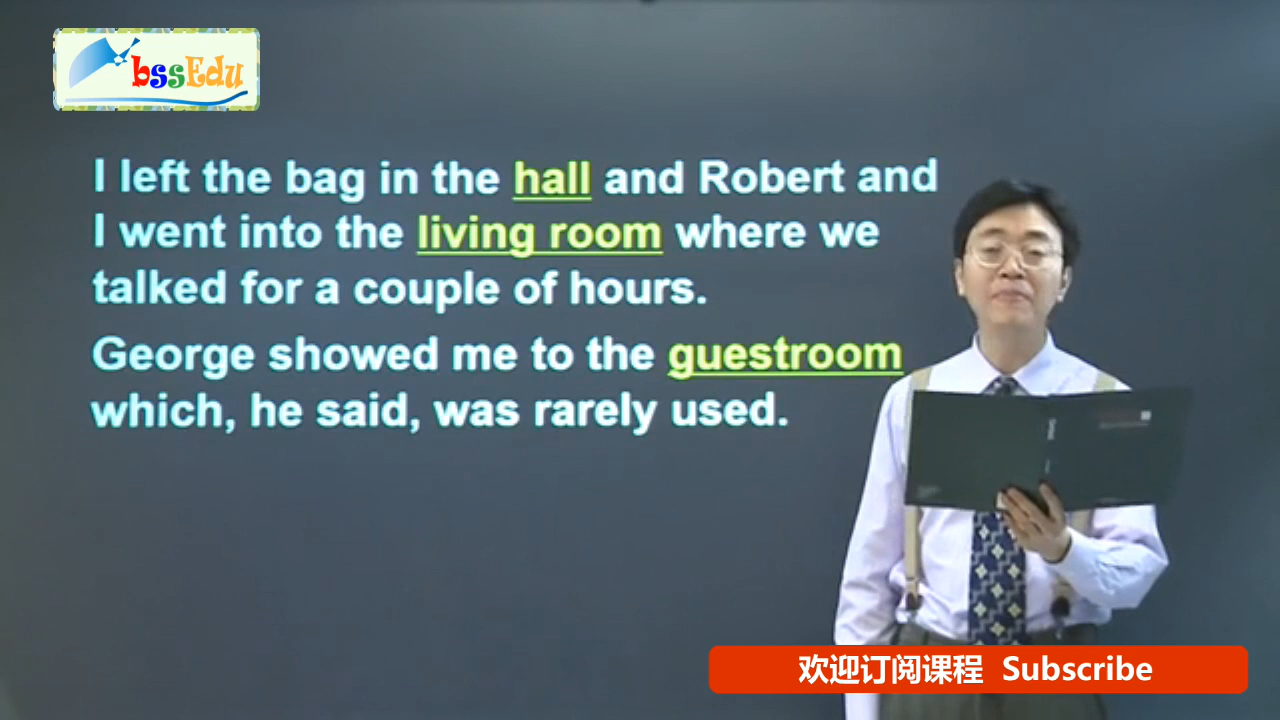 bssEdu
I left the bag in the hall and Robert and
I went into the living room where we
talked for a couple of hours.
George showed me to the guestroom
which, he said, was rarely used.
欢迎订阅课程 Subscribe